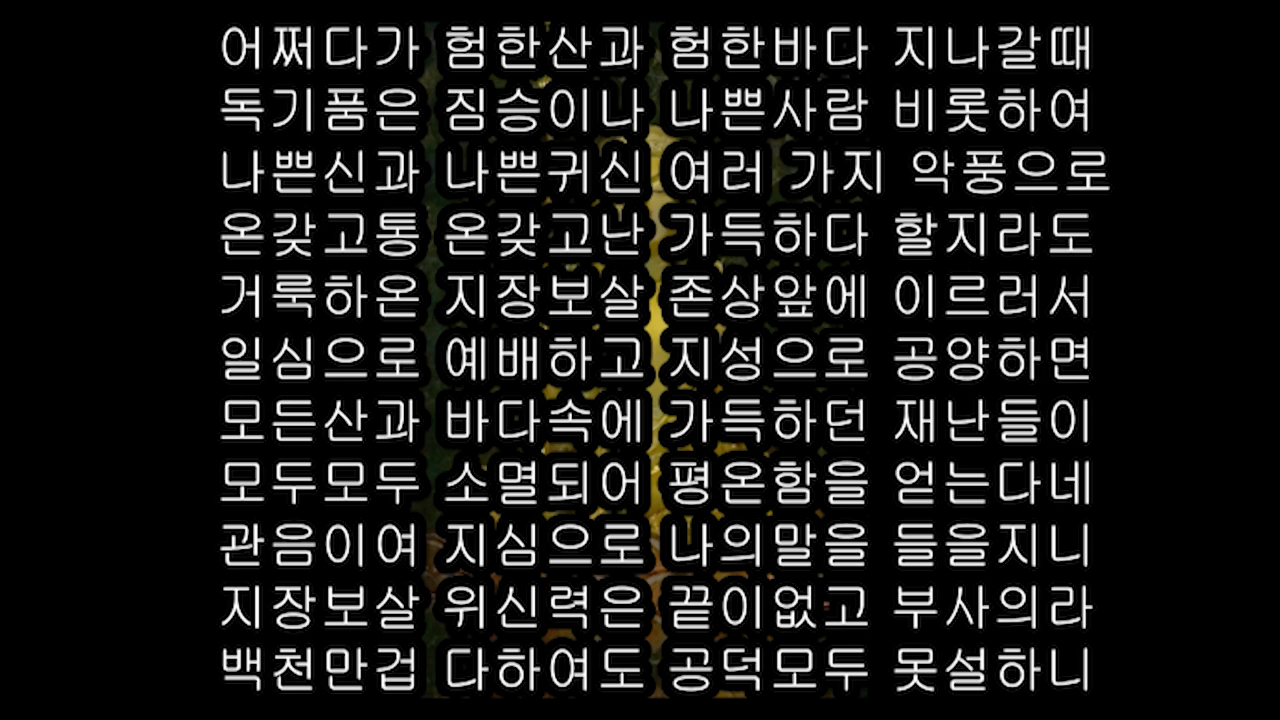 어쩌다가 험한산과 험한바다 지나갈때
독기품은 짐승이나 나쁜사람 비롯하여
나쁜신과 나쁜귀신 여러 가지 악풍으로
온갖고통 온갖고난 가득하다 할지라도
거룩하온 지장보살 존상앞에 이르러서
일심으로 예배하고 지성으로 공양하면
모든산과 바다속에 가득하던 재난들이
모두모두 소멸되어 평온함을 얻는다네
관음이여 지심으로 나의말을 들을지니
지장보살 위신력은 끝이없고 부사의라
백천만겁 다하여도 공덕모두 못설하니